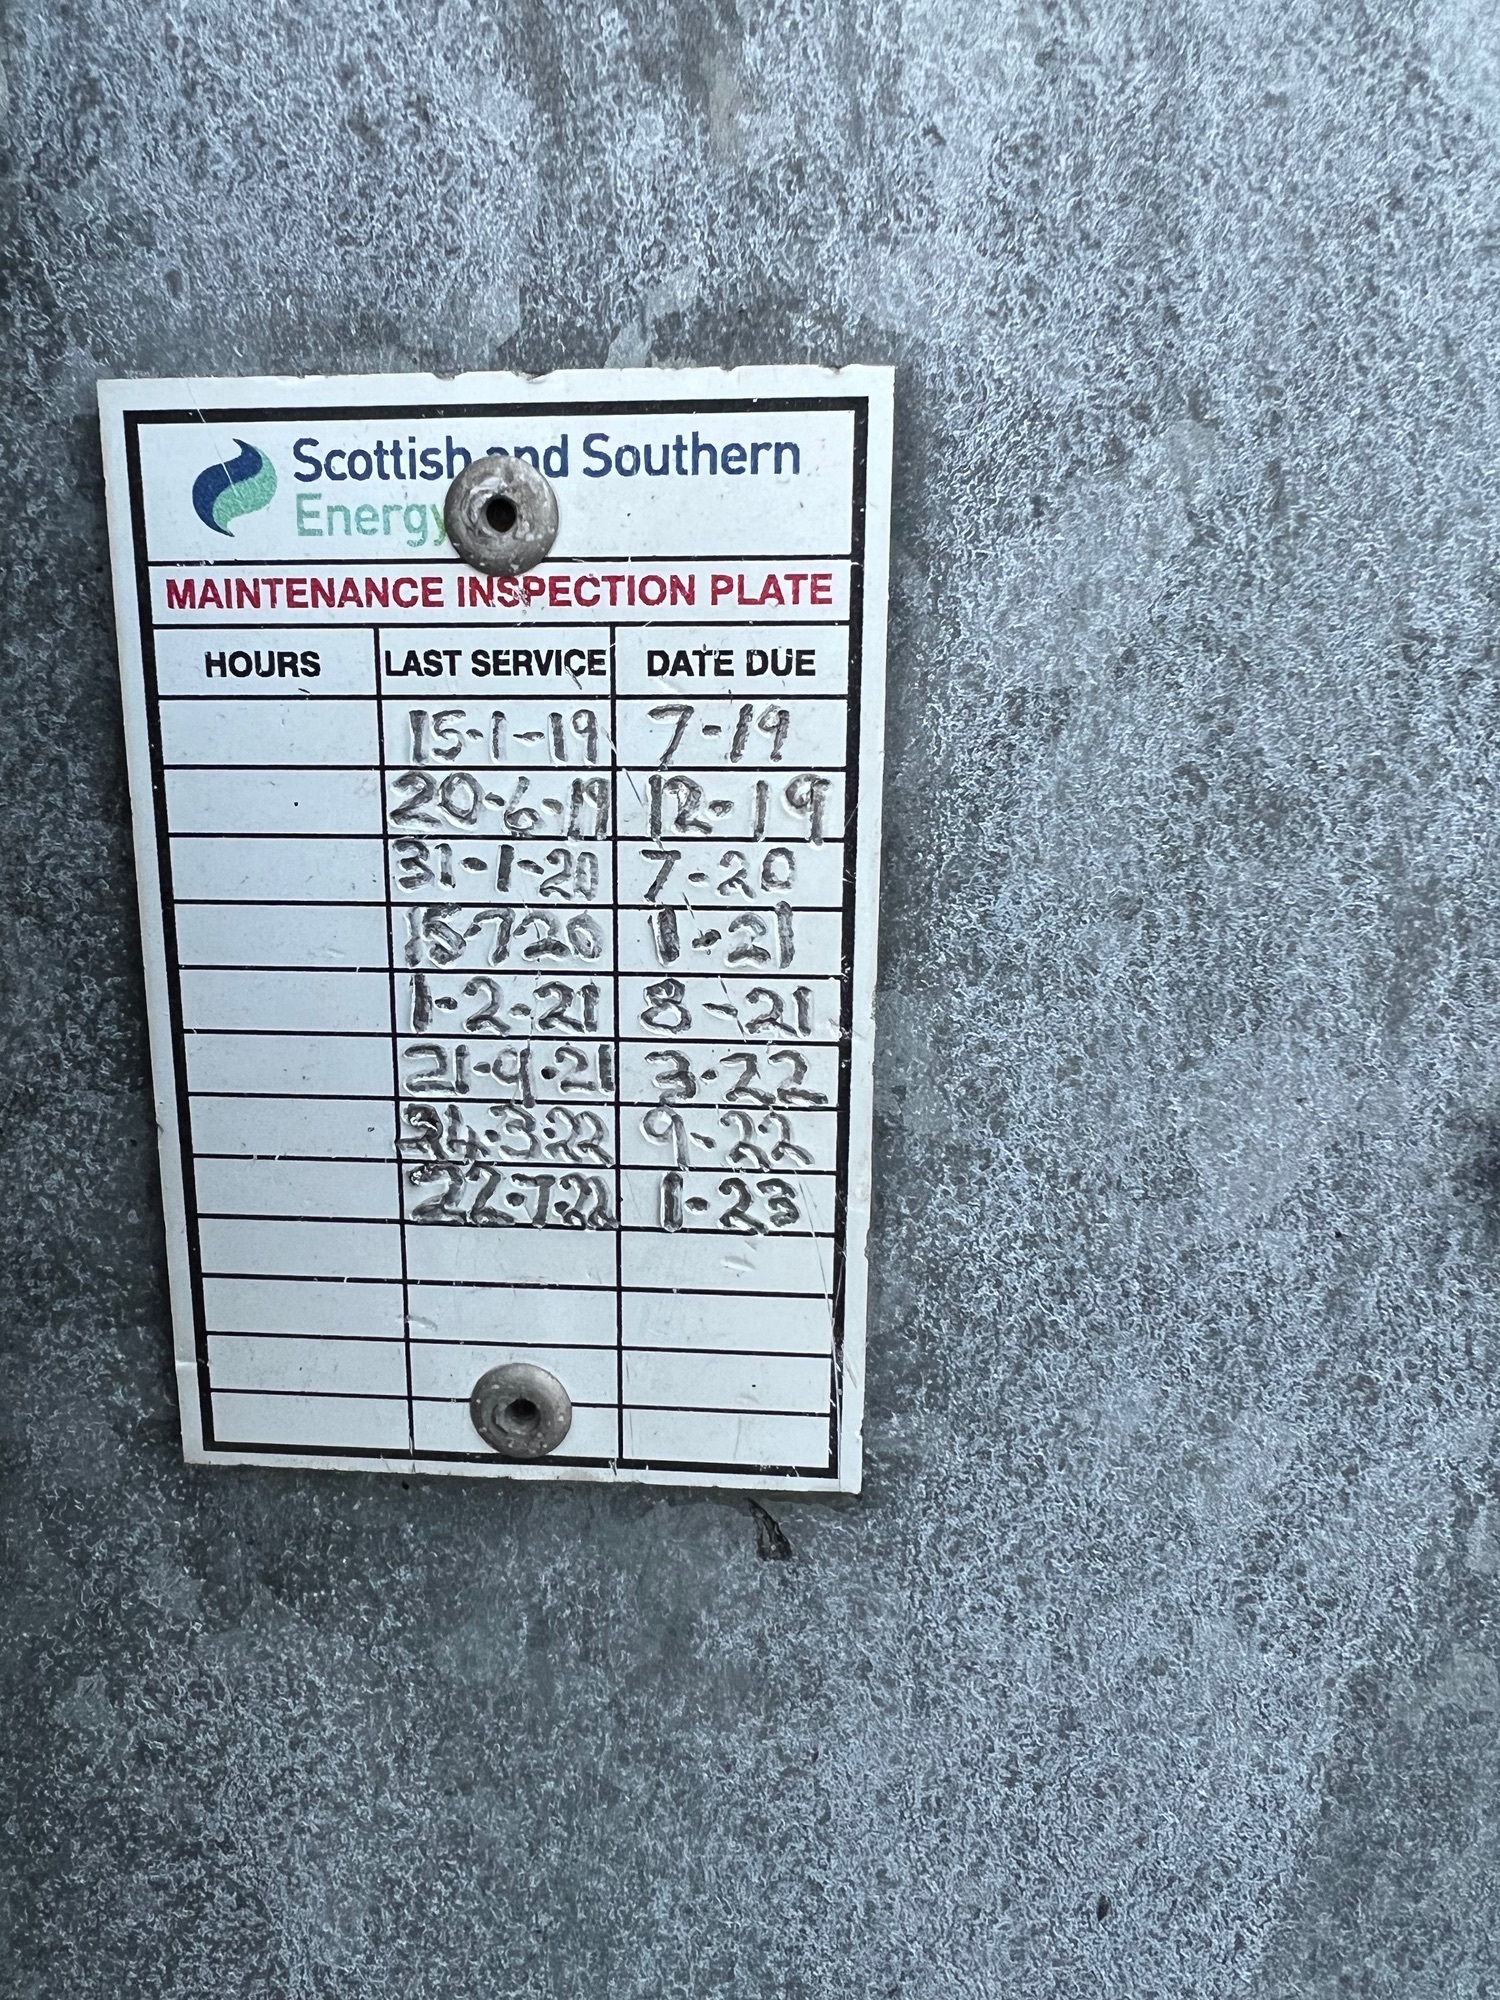 Scottish and Southern
Energy
MAINTENANCE INSPECTION PLATE
HOURS LAST SERVICE DATE DUE
15-1-19 7-19
20-6-19 12-19
31-1-20 7-20
15-7-20 1-21
1-2-21 8-21
21-9-21 3-22
24-3-22 9-22
22-7-22 1-23